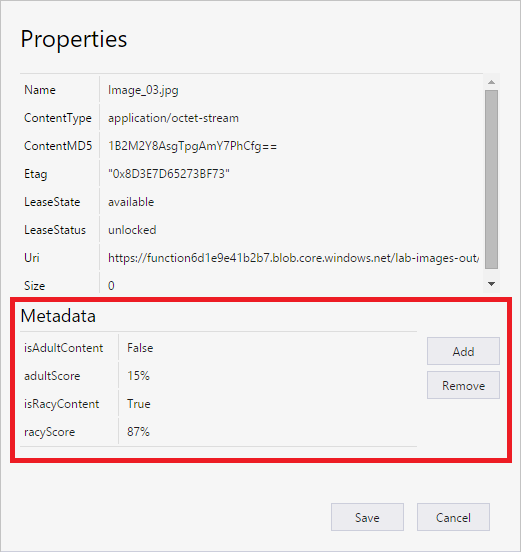 Properties
Name Image_03.jpg
ContentType application/octet-stream
ContentMD5 1B2M2Y8AsgTpgAmY7PhCfg==
Etag "0x8D3E7D65273BF73"
LeaseState available
LeaseStatus unlocked
Uri https://function6d1e9e41b2b7.blob.core.windows.net/lab-images-out/
Size 0
Metadata
isAdultContent False
Add
adultScore 15%
Remove
isRacyContent True
racyScore 87%
Save Cancel